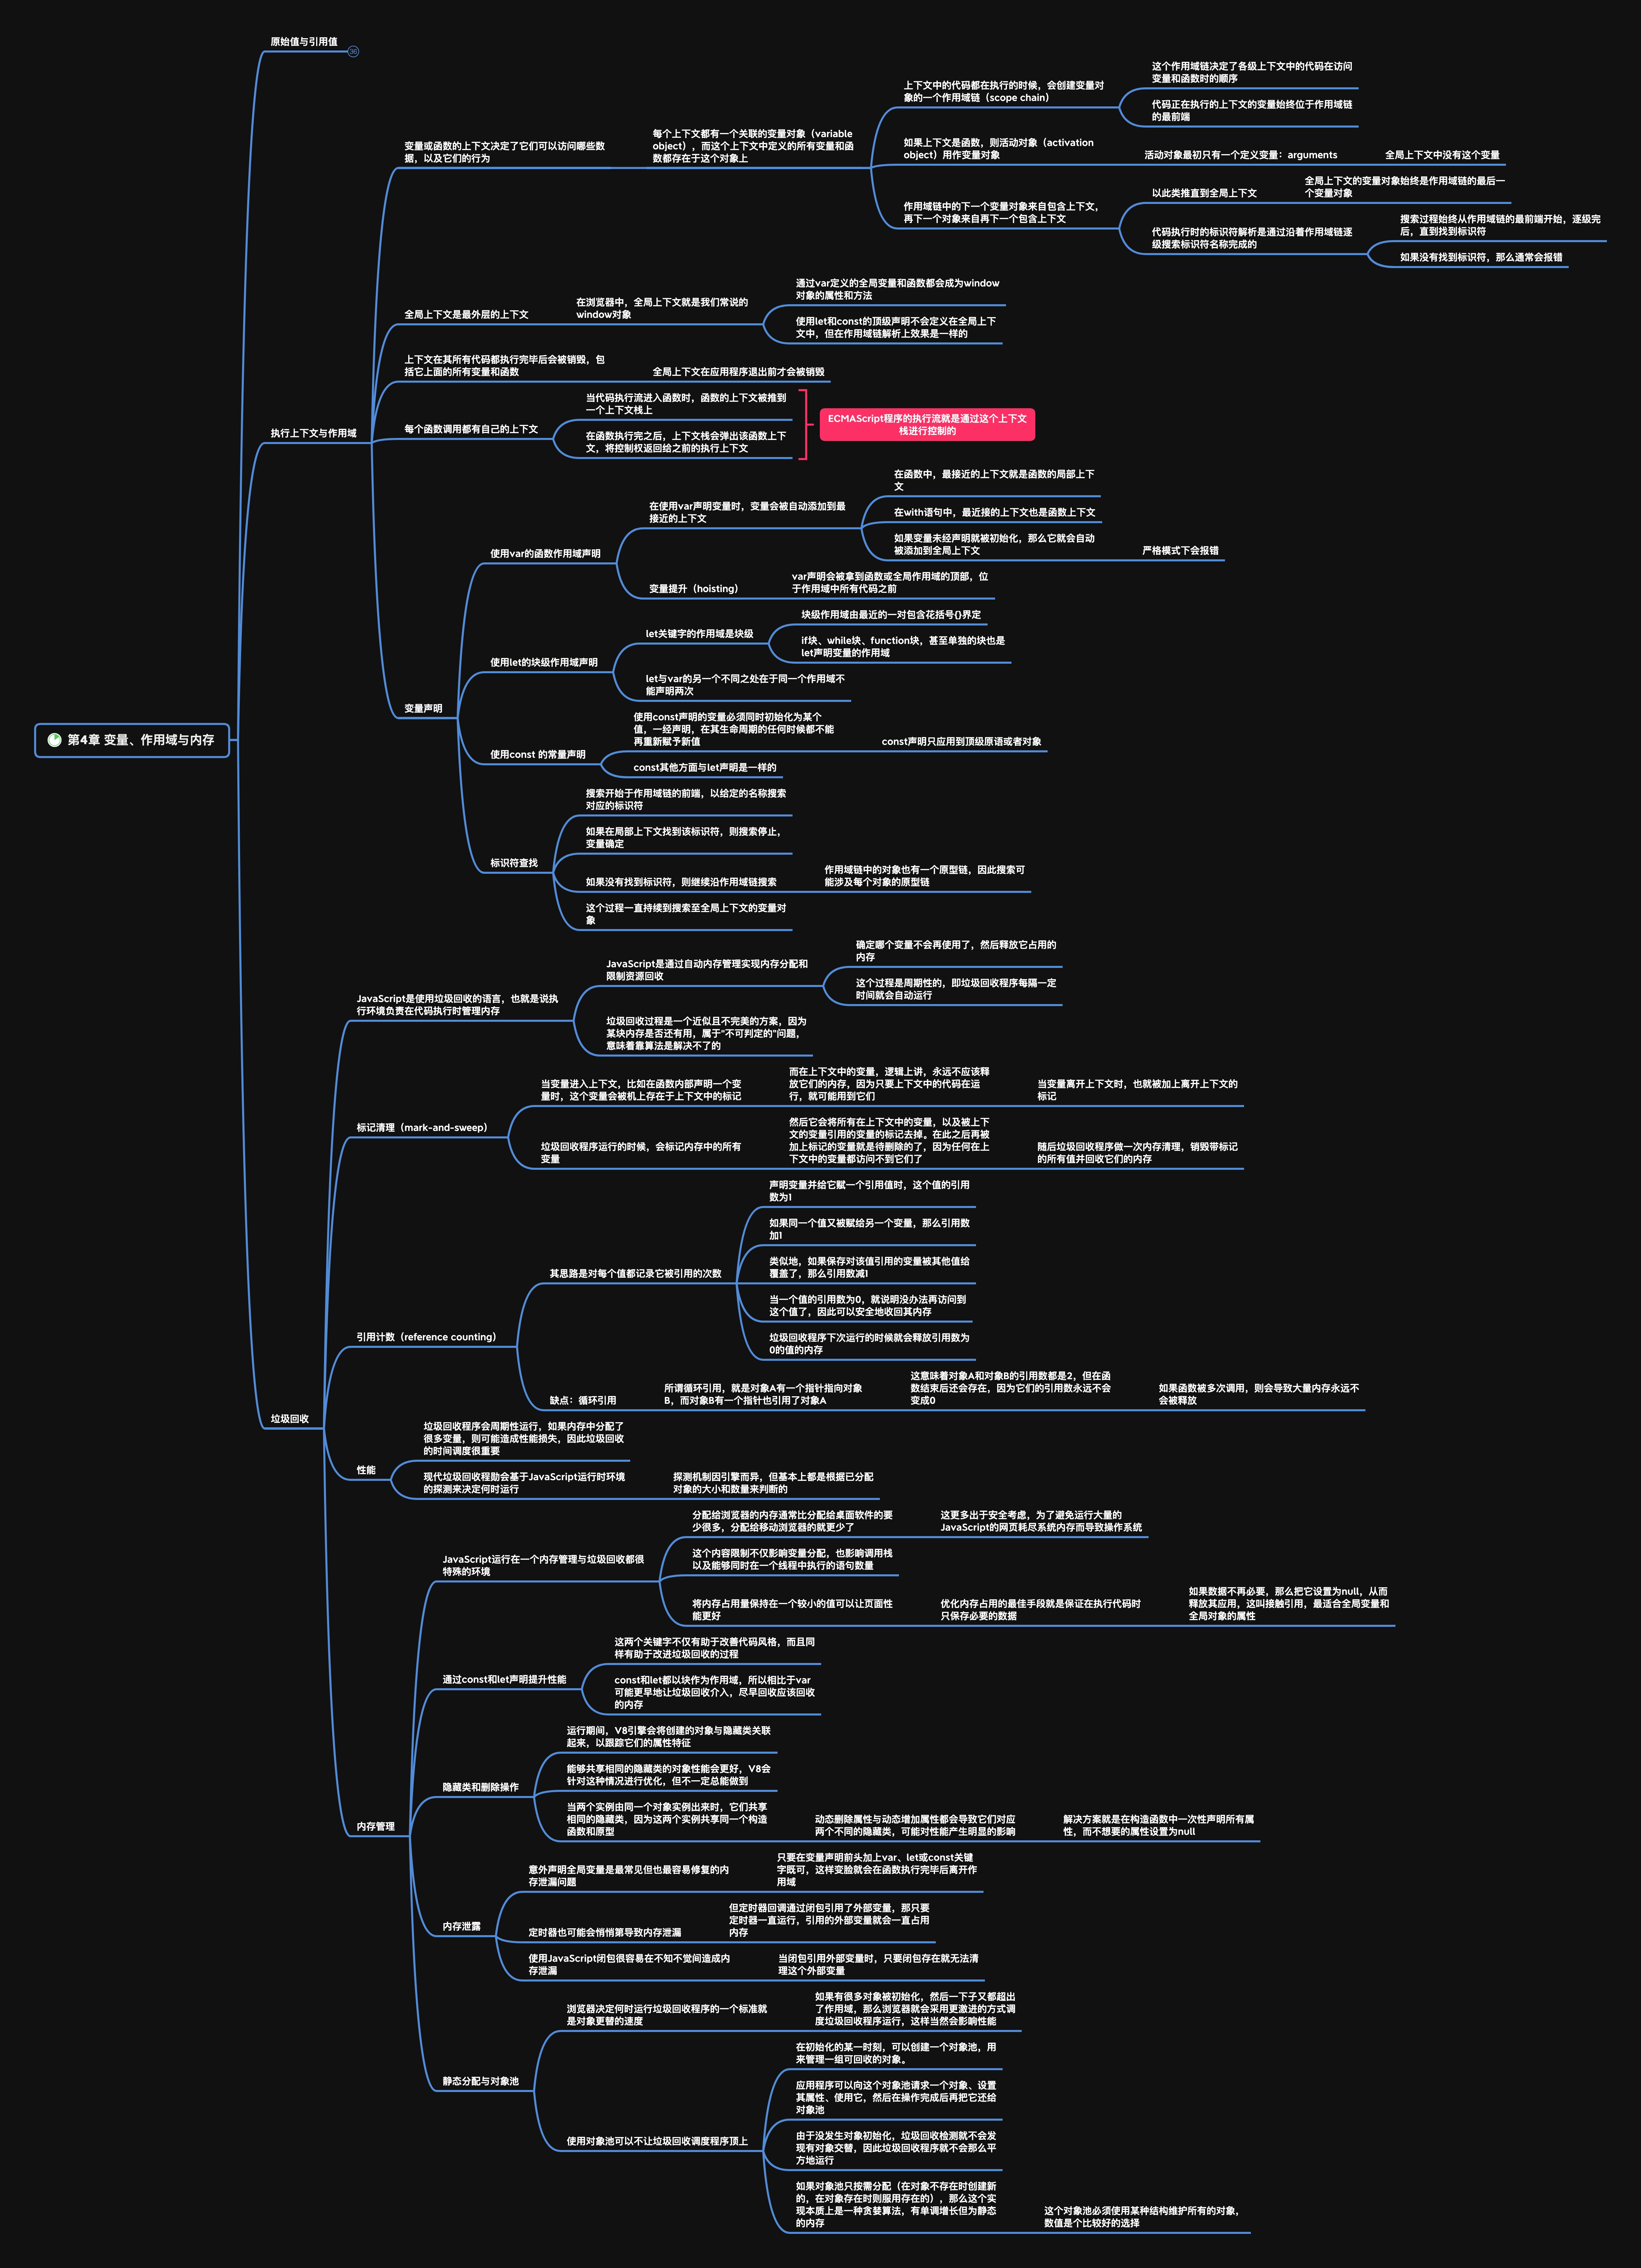 原始值与引用值
36
这个作用域链决定了各级上下文中的代码在访问
变量和函数时的顺序
上下文中的代码都在执行的时候，会创建变量对
象的一个作用域链（scope chain）
代码正在执行的上下文的变量始终位于作用域链
的最前端
变量或函数的上下文决定了它们可以访问哪些数
据，以及它们的行为
每个上下文都有一个关联的变量对象（variable
object），而这个上下文中定义的所有变量和函
数都存在于这个对象上
如果上下文是函数，则活动对象（activation
object）用作变量对象
活动对象最初只有一个定义变量：arguments
全局上下文中没有这个变量
作用域链中的下一个变量对象来自包含上下文，
再下一个对象来自再下一个包含上下文
以此类推直到全局上下文
全局上下文的变量对象始终是作用域链的最后一
个变量对象
代码执行时的标识符解析是通过沿着作用域链逐
级搜索标识符名称完成的
搜索过程始终从作用域链的最前端开始，逐级完
后，直到找到标识符
如果没有找到标识符，那么通常会报错
全局上下文是最外层的上下文
在浏览器中，全局上下文就是我们常说的
window对象
通过var定义的全局变量和函数都会成为window
对象的属性和方法
使用let和const的顶级声明不会定义在全局上下
文中，但在作用域链解析上效果是一样的
上下文在其所有代码都执行完毕后会被销毁，包
括它上面的所有变量和函数
全局上下文在应用程序退出前才会被销毁
执行上下文与作用域
每个函数调用都有自己的上下文
当代码执行流进入函数时，函数的上下文被推到
一个上下文栈上
在函数执行完之后，上下文栈会弹出该函数上下
文，将控制权返回给之前的执行上下文
ECMAScript程序的执行流就是通过这个上下文
栈进行控制的
变量声明
使用var的函数作用域声明
在使用var声明变量时，变量会被自动添加到最
接近的上下文
在函数中，最接近的上下文就是函数的局部上下
文
在with语句中，最近接的上下文也是函数上下文
如果变量未经声明就被初始化，那么它就会自动
被添加到全局上下文
严格模式下会报错
变量提升（hoisting）
var声明会被拿到函数或全局作用域的顶部，位
于作用域中所有代码之前
使用let的块级作用域声明
let关键字的作用域是块级
块级作用域由最近的一对包含花括号{}界定
if块、while块、function块，甚至单独的块也是
let声明变量的作用域
let与var的另一个不同之处在于同一个作用域不
能声明两次
使用const 的常量声明
使用const声明的变量必须同时初始化为某个
值，一经声明，在其生命周期的任何时候都不能
再重新赋予新值
const声明只应用到顶级原语或者对象
const其他方面与let声明是一样的
标识符查找
搜索开始于作用域链的前端，以给定的名称搜索
对应的标识符
如果在局部上下文找到该标识符，则搜索停止，
变量确定
如果没有找到标识符，则继续沿作用域链搜索
作用域链中的对象也有一个原型链，因此搜索可
能涉及每个对象的原型链
这个过程一直持续到搜索至全局上下文的变量对
象
第4章 变量、作用域与内存
垃圾回收
JavaScript是使用垃圾回收的语言，也就是说执
行环境负责在代码执行时管理内存
JavaScript是通过自动内存管理实现内存分配和
限制资源回收
确定哪个变量不会再使用了，然后释放它占用的
内存
这个过程是周期性的，即垃圾回收程序每隔一定
时间就会自动运行
垃圾回收过程是一个近似且不完美的方案，因为
某块内存是否还有用，属于“不可判定的”问题，
意味着靠算法是解决不了的
标记清理（mark-and-sweep）
当变量进入上下文，比如在函数内部声明一个变
量时，这个变量会被机上存在于上下文中的标记
而在上下文中的变量，逻辑上讲，永远不应该释
放它们的内存，因为只要上下文中的代码在运
行，就可能用到它们
当变量离开上下文时，也就被加上离开上下文的
标记
垃圾回收程序运行的时候，会标记内存中的所有
变量
然后它会将所有在上下文中的变量，以及被上下
文的变量引用的变量的标记去掉。在此之后再被
加上标记的变量就是待删除的了，因为任何在上
下文中的变量都访问不到它们了
随后垃圾回收程序做一次内存清理，销毁带标记
的所有值并回收它们的内存
引用计数（reference counting）
其思路是对每个值都记录它被引用的次数
声明变量并给它赋一个引用值时，这个值的引用
数为1
如果同一个值又被赋给另一个变量，那么引用数
加1
类似地，如果保存对该值引用的变量被其他值给
覆盖了，那么引用数减1
当一个值的引用数为0，就说明没办法再访问到
这个值了，因此可以安全地收回其内存
垃圾回收程序下次运行的时候就会释放引用数为
0的值的内存
缺点：循环引用
所谓循环引用，就是对象A有一个指针指向对象
B，而对象B有一个指针也引用了对象A
这意味着对象A和对象B的引用数都是2，但在函
数结束后还会存在，因为它们的引用数永远不会
变成0
如果函数被多次调用，则会导致大量内存永远不
会被释放
性能
垃圾回收程序会周期性运行，如果内存中分配了
很多变量，则可能造成性能损失，因此垃圾回收
的时间调度很重要
现代垃圾回收程勋会基于JavaScript运行时环境
的探测来决定何时运行
探测机制因引擎而异，但基本上都是根据已分配
对象的大小和数量来判断的
内存管理
JavaScript运行在一个内存管理与垃圾回收都很
特殊的环境
分配给浏览器的内存通常比分配给桌面软件的要
少很多，分配给移动浏览器的就更少了
这更多出于安全考虑，为了避免运行大量的
JavaScript的网页耗尽系统内存而导致操作系统
这个内容限制不仅影响变量分配，也影响调用栈
以及能够同时在一个线程中执行的语句数量
将内存占用量保持在一个较小的值可以让页面性
能更好
优化内存占用的最佳手段就是保证在执行代码时
只保存必要的数据
如果数据不再必要，那么把它设置为null，从而
释放其应用，这叫接触引用，最适合全局变量和
全局对象的属性
通过const和let声明提升性能
这两个关键字不仅有助于改善代码风格，而且同
样有助于改进垃圾回收的过程
const和let都以块作为作用域，所以相比于var
可能更早地让垃圾回收介入，尽早回收应该回收
的内存
隐藏类和删除操作
运行期间，V8引擎会将创建的对象与隐藏类关联
起来，以跟踪它们的属性特征
能够共享相同的隐藏类的对象性能会更好，V8会
针对这种情况进行优化，但不一定总能做到
当两个实例由同一个对象实例出来时，它们共享
相同的隐藏类，因为这两个实例共享同一个构造
函数和原型
动态删除属性与动态增加属性都会导致它们对应
两个不同的隐藏类，可能对性能产生明显的影响
解决方案就是在构造函数中一次性声明所有属
性，而不想要的属性设置为null
内存泄露
意外声明全局变量是最常见但也最容易修复的内
存泄漏问题
只要在变量声明前头加上var、let或const关键
字既可，这样变脸就会在函数执行完毕后离开作
用域
定时器也可能会悄悄第导致内存泄漏
但定时器回调通过闭包引用了外部变量，那只要
定时器一直运行，引用的外部变量就会一直占用
内存
使用JavaScript闭包很容易在不知不觉间造成内
存泄漏
当闭包引用外部变量时，只要闭包存在就无法清
理这个外部变量
静态分配与对象池
浏览器决定何时运行垃圾回收程序的一个标准就
是对象更替的速度
如果有很多对象被初始化，然后一下子又都超出
了作用域，那么浏览器就会采用更激进的方式调
度垃圾回收程序运行，这样当然会影响性能
使用对象池可以不让垃圾回收调度程序顶上
在初始化的某一时刻，可以创建一个对象池，用
来管理一组可回收的对象。
应用程序可以向这个对象池请求一个对象、设置
其属性、使用它，然后在操作完成后再把它还给
对象池
由于没发生对象初始化，垃圾回收检测就不会发
现有对象交替，因此垃圾回收程序就不会那么平
方地运行
如果对象池只按需分配（在对象不存在时创建新
的，在对象存在时则服用存在的），那么这个实
现本质上是一种贪婪算法，有单调增长但为静态
的内存
这个对象池必须使用某种结构维护所有的对象，
数值是个比较好的选择